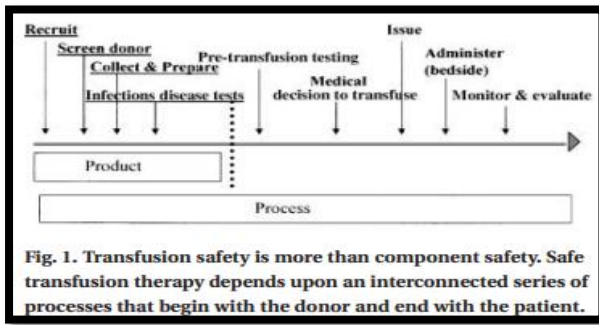 Recruit
Issue
Screen donor
Pre-transfusion testing
Administer
(bedside)
Collect & Prepare
Medical
decision to transfuse
Infections disease tests
Monitor & evaluate
Product
Process
Fig. 1. Transfusion safety is more than component safety. Safe
transfusion therapy depends upon an interconnected series of
processes that begin with the donor and end with the patient.